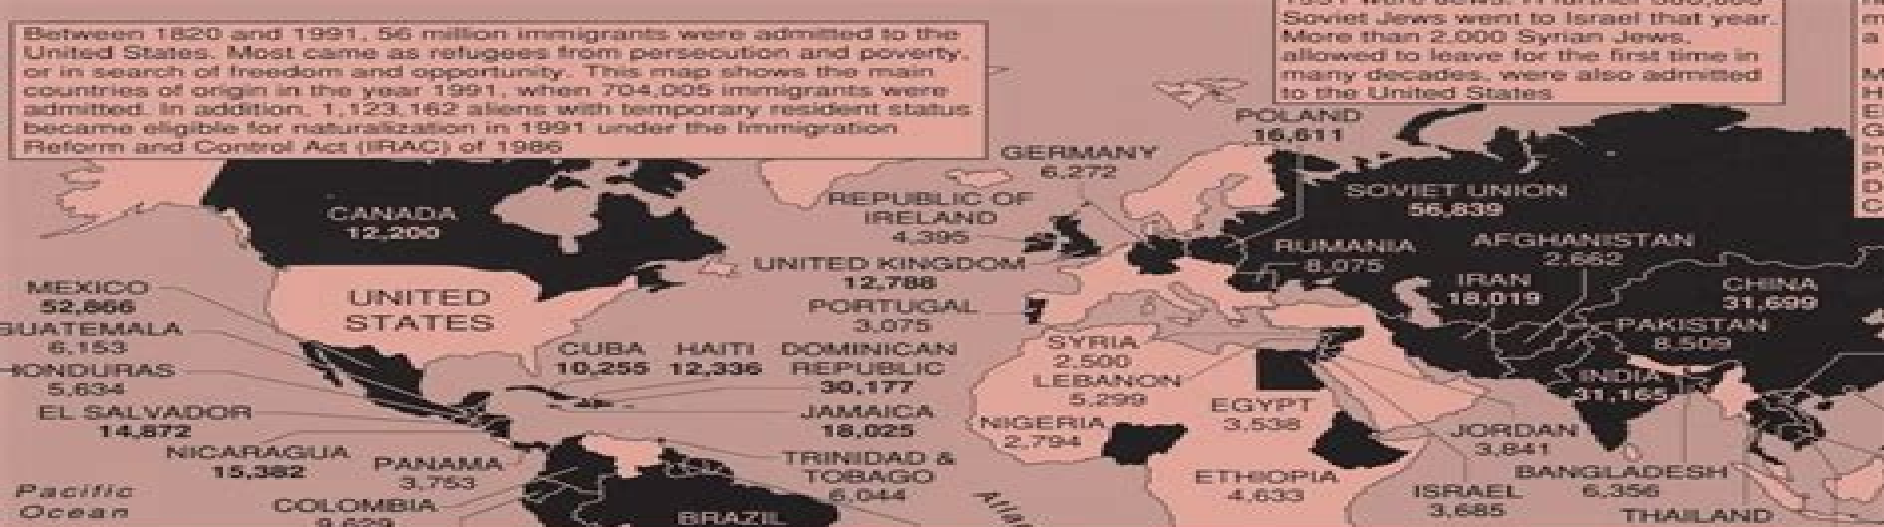 Between 1820 and 1991, 56 million immigrants were admitted to the
United States. Most came as refugees from persecution and poverty,
or in search of freedom and opportunity. This map shows the main
countries of origin in the year 1991, when 704,005 immigrants were
admitted. In addition, 1,123,162 aliens with temporary resident status
became eligible for naturalization in 1991 under the Immigration
Reform and Control Act (IRAC) of 1986
Soviet Jews went to Israel that year.
More than 2,000 Syrian Jews,
allowed to leave for the first time in
many decades, were also admitted
to the United States
POLAND
16,611
GERMANY
6,272
REPUBLIC OF
IRELAND
4,395
SOVIET UNION
56,839
CANADA
12,200
RUMANIA
8,075
AFGHANISTAN
2,662
UNITED KINGDOM
12,788
IRAN
18,019
CHINA
31,699
MEXICO
52,866
UNITED
STATES
PORTUGAL
3,075
PAKISTAN
8,509
GUATEMALA
6,153
CUBA
10,255
HAITI
12,336
DOMINICAN
REPUBLIC
30,177
SYRIA
2,500
HONDURAS
5,634
LEBANON
5,299
INDIA
31,165
EL SALVADOR
14,872
JAMAICA
18,025
NIGERIA
2,794
EGYPT
3,538
JORDAN
3,841
NICARAGUA
15,382
PANAMA
3,753
TRINIDAD &
TOBAGO
6,044
ETHIOPIA
4,633
BANGLADESH
6,356
ISRAEL
3,685
Pacific
Ocean
COLOMBIA
9,629
BRAZIL
THAILAND